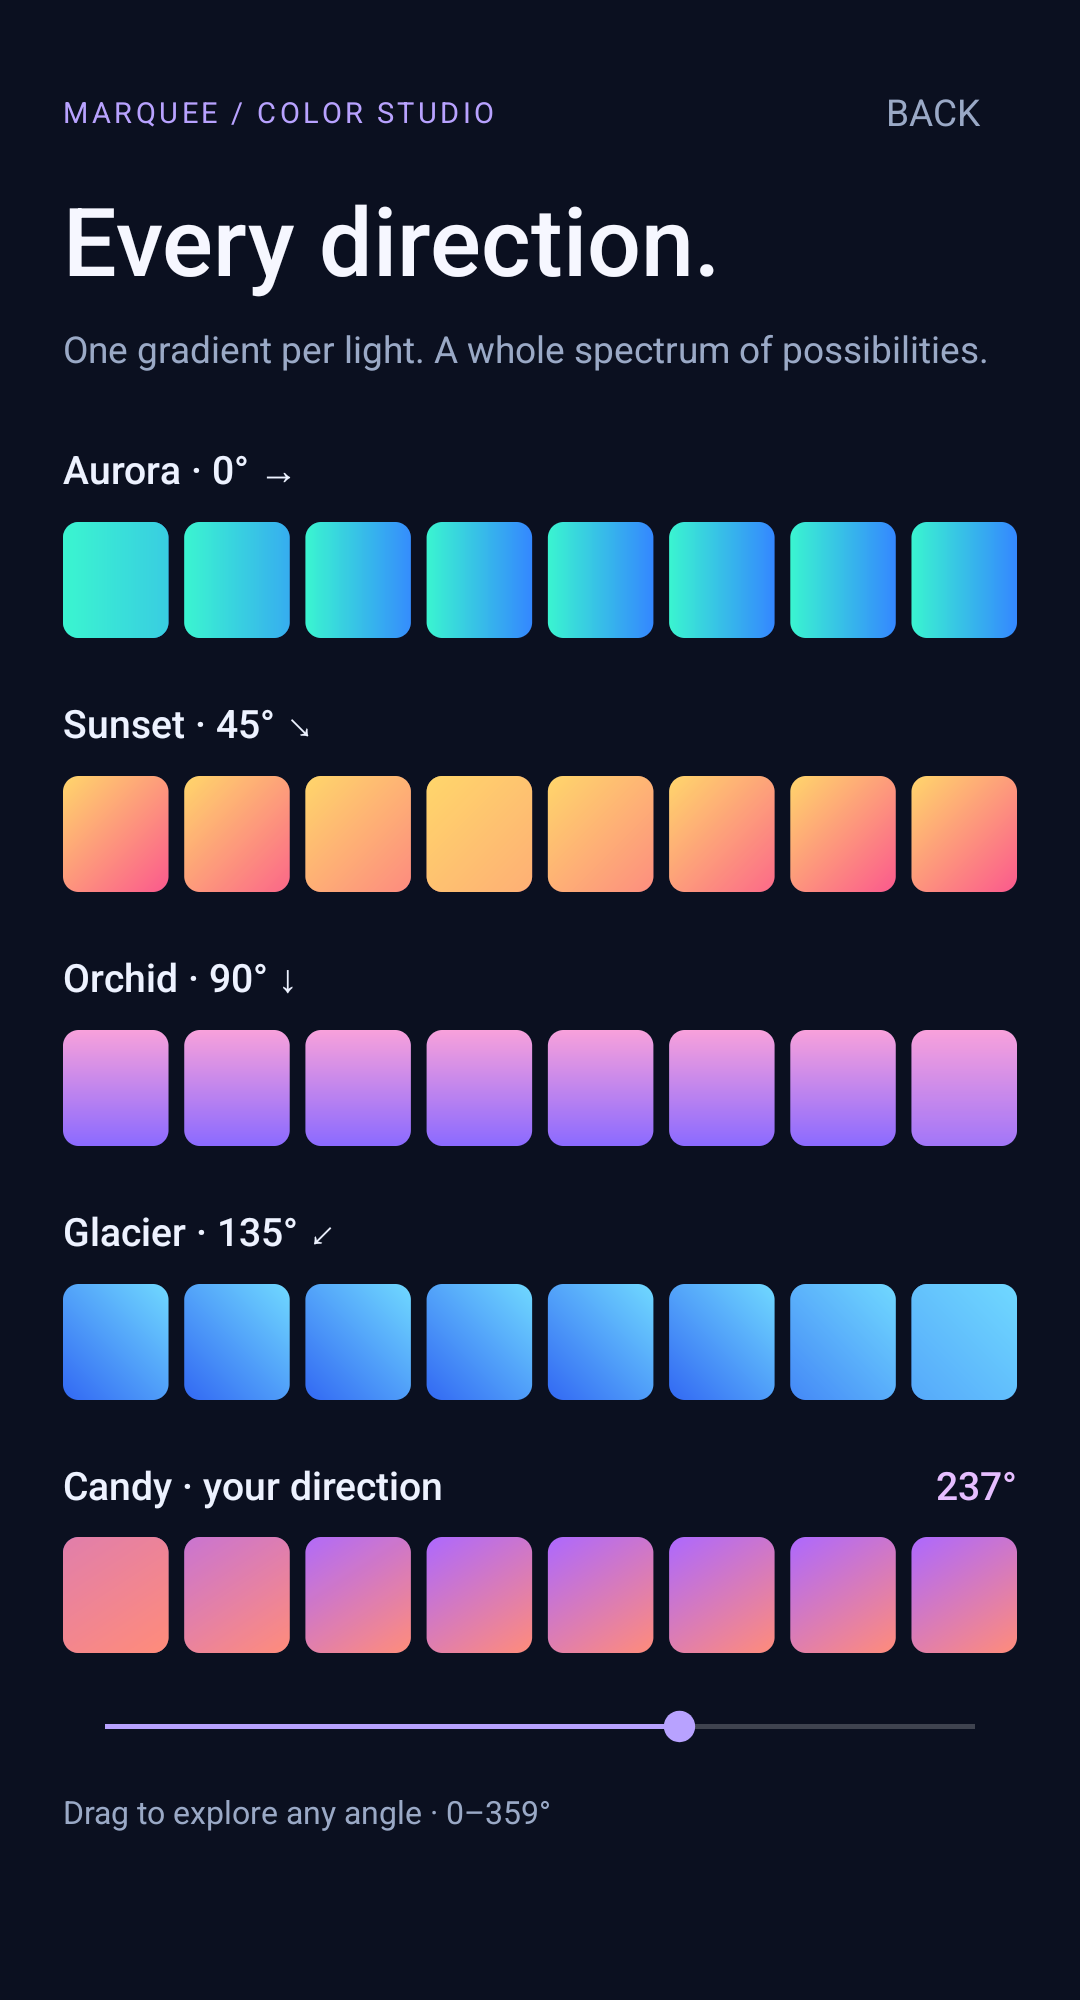 MARQUEE / COLOR STUDIO
BACK
Every direction.
One gradient per light. A whole spectrum of possibilities.
Aurora · 0° →
Sunset · 45° ↘
Orchid · 90° ↓
Glacier · 135° ↙
Candy · your direction
237°
Drag to explore any angle · 0–359°